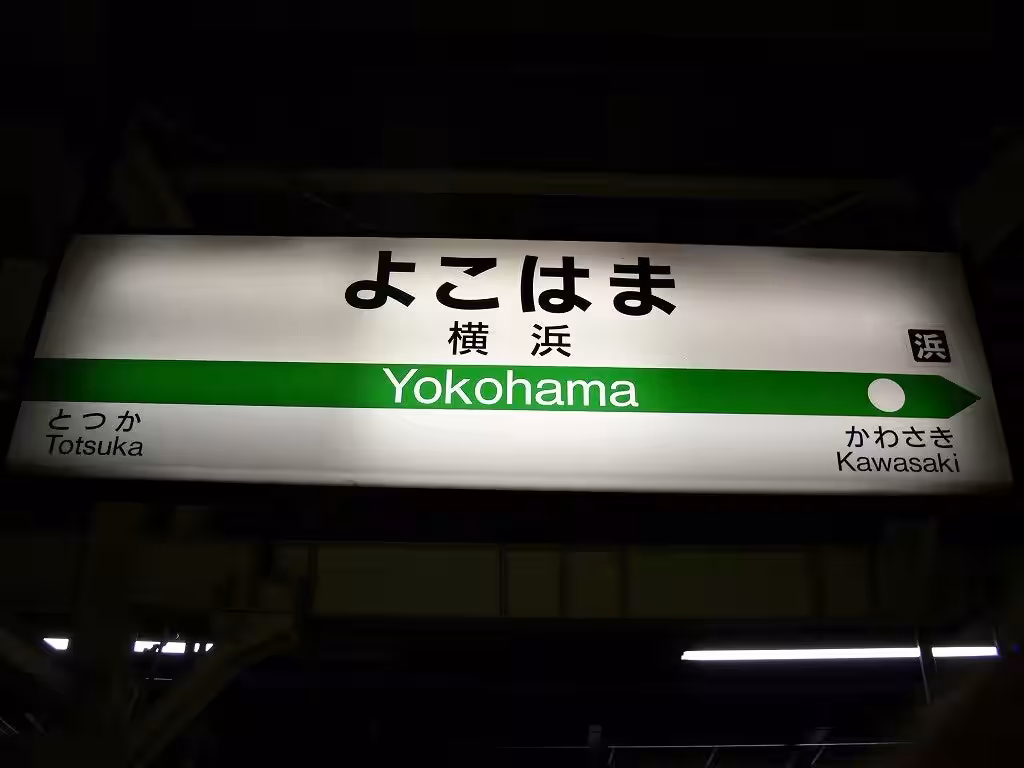 よこはま
横 浜
浜
Yokohama
とつか
Totsuka
かわさき
Kawasaki